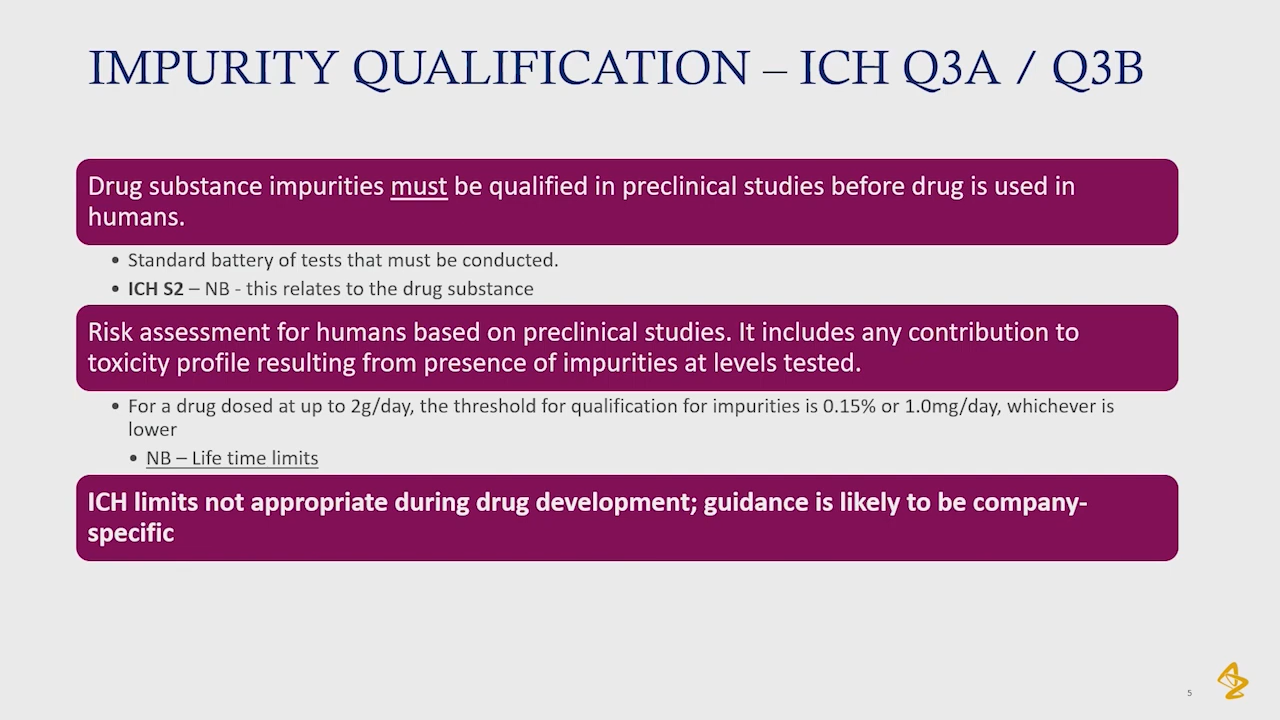 IMPURITY QUALIFICATION – ICH Q3A / Q3B
Drug substance impurities must be qualified in preclinical studies before drug is used in
humans.
• Standard battery of tests that must be conducted.
• ICH S2 – NB - this relates to the drug substance
Risk assessment for humans based on preclinical studies. It includes any contribution to
toxicity profile resulting from presence of impurities at levels tested.
• For a drug dosed at up to 2g/day, the threshold for qualification for impurities is 0.15% or 1.0mg/day, whichever is
lower
• NB – Life time limits
ICH limits not appropriate during drug development; guidance is likely to be company-
specific
5